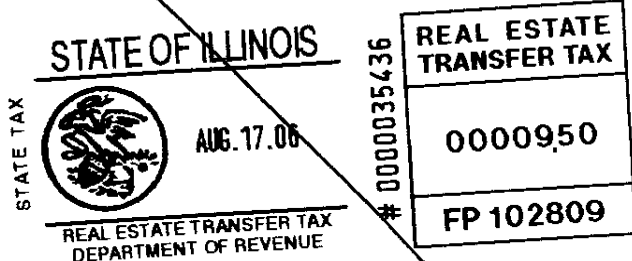 STATE OF ILLINOIS
STATE TAX
AUG.17.06
REAL ESTATE TRANSFER TAX
DEPARTMENT OF REVENUE
# 0000035436
REAL ESTATE
TRANSFER TAX
0000950
FP 102809